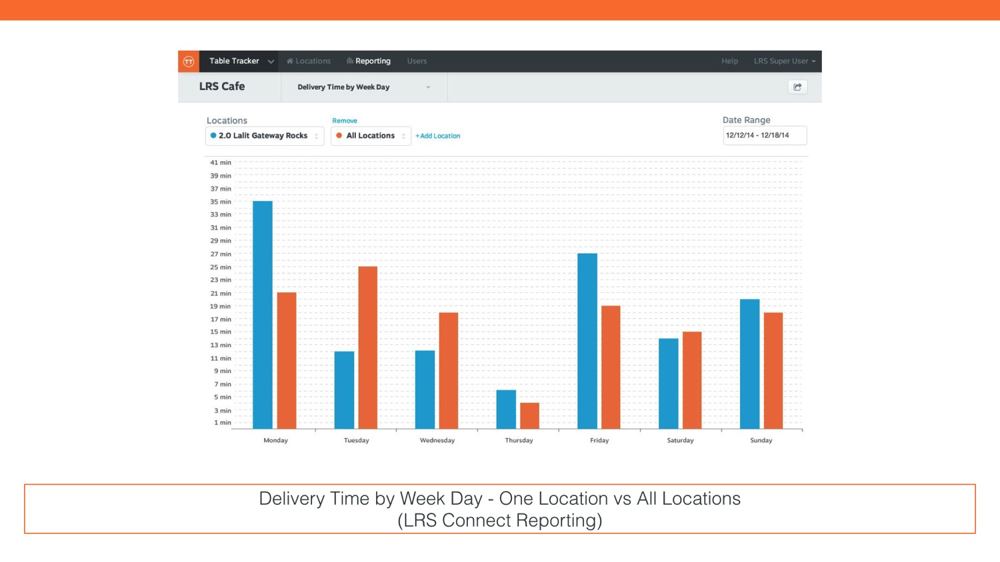 TT Table Tracker Locations Reporting Users Help LRS Super User
LRS Cafe Delivery Time by Week Day
Locations Remove Date Range
2.0 Lalit Gateway Rocks All Locations +Add Location 12/12/14 - 12/18/14
41 min
39 min
37 min
35 min
33 min
31 min
29 min
27 min
25 min
23 min
21 min
19 min
17 min
15 min
13 min
11 min
9 min
7 min
5 min
3 min
1 min
Monday Tuesday Wednesday Thursday Friday Saturday Sunday
Delivery Time by Week Day - One Location vs All Locations
(LRS Connect Reporting)